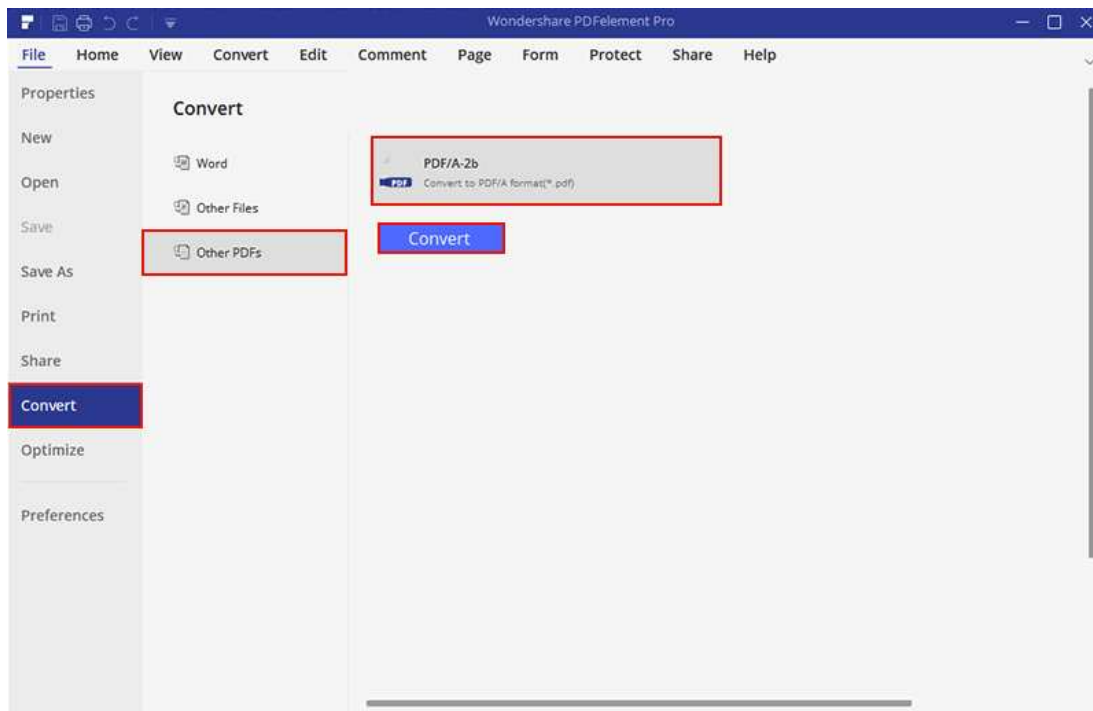 Wondershare PDFelement Pro
File Home View Convert Edit Comment Page Form Protect Share Help
Properties
New
Open
Save
Save As
Print
Share
Convert
Optimize
Preferences
Convert
Word
Other Files
Other PDFs
PDF/A-2b
PDF
Convert to PDF/A format(*.pdf)
Convert